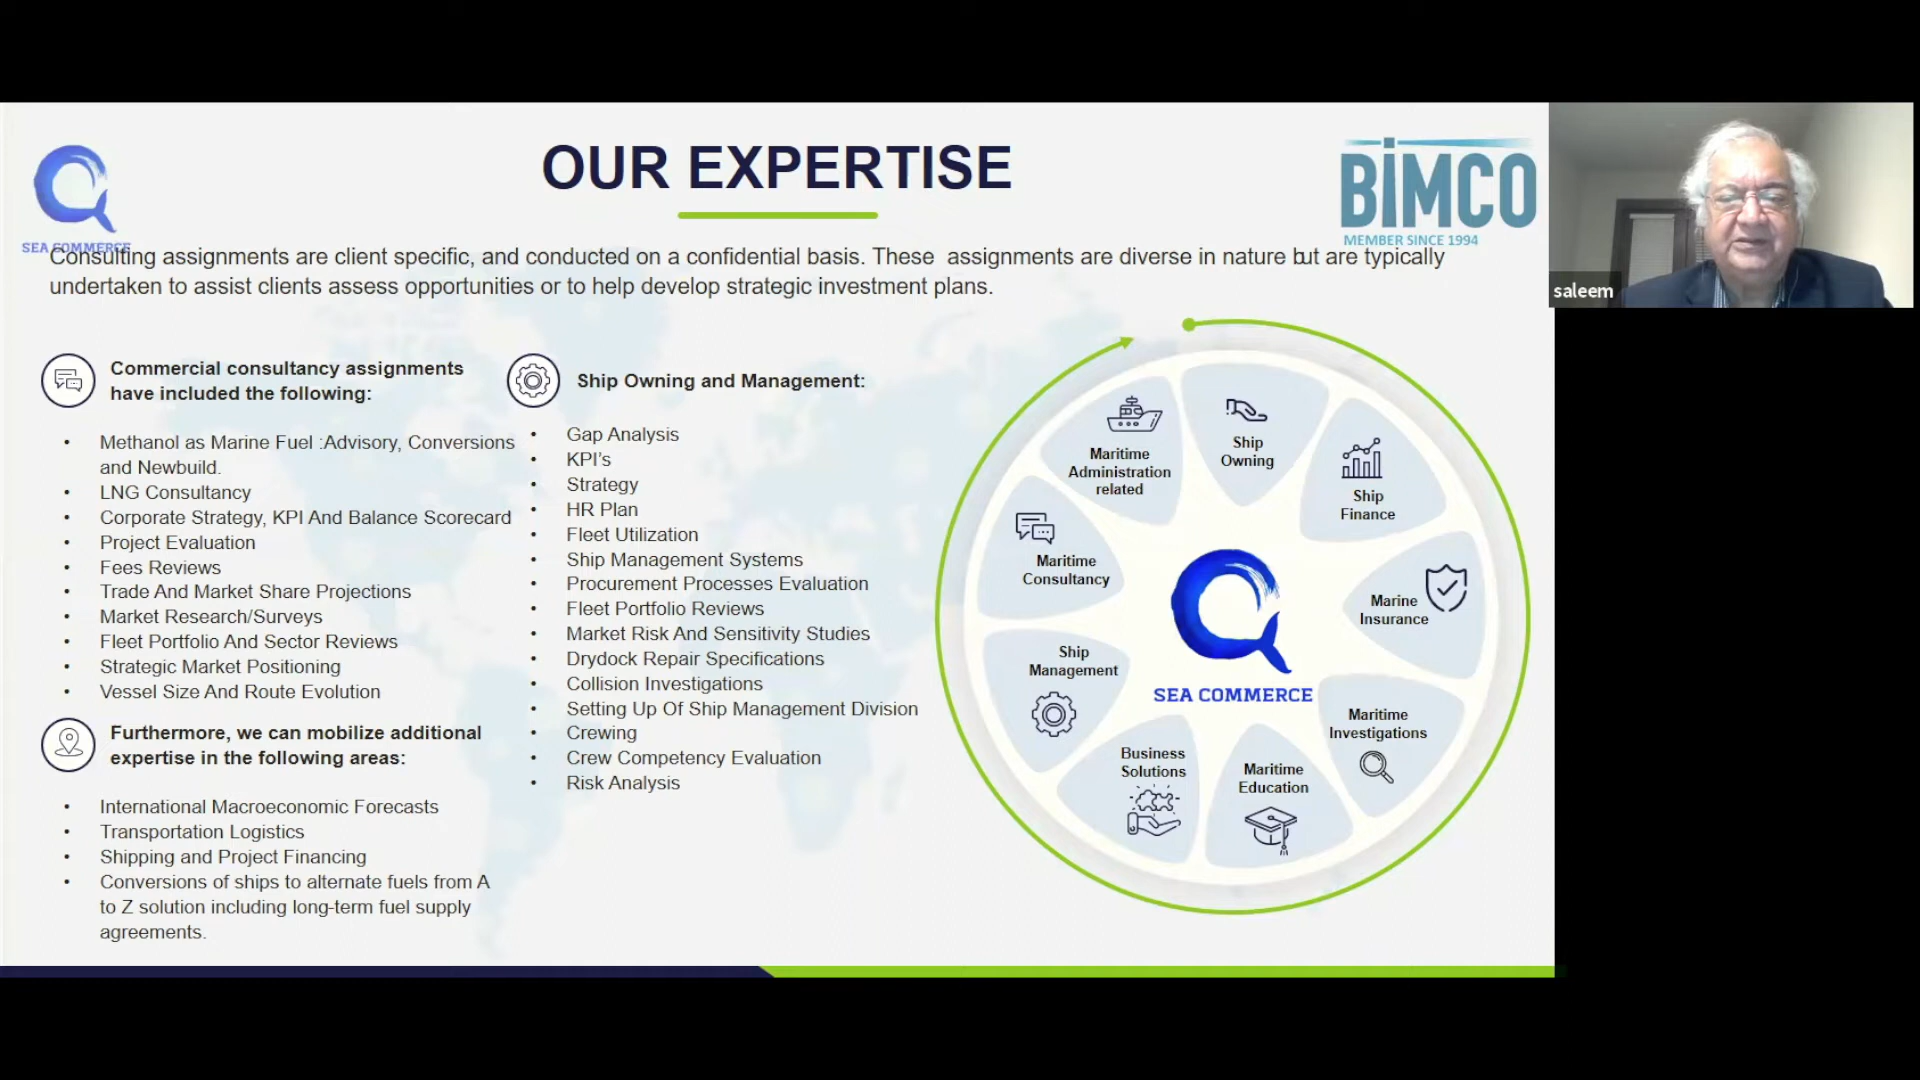 OUR EXPERTISE
SEA COMMERCE
BIMCO
MEMBER SINCE 1994
saleem
Consulting assignments are client specific, and conducted on a confidential basis. These assignments are diverse in nature but are typically
undertaken to assist clients assess opportunities or to help develop strategic investment plans.
Commercial consultancy assignments
have included the following:
• Methanol as Marine Fuel :Advisory, Conversions
and Newbuild.
• LNG Consultancy
• Corporate Strategy, KPI And Balance Scorecard
• Project Evaluation
• Fees Reviews
• Trade And Market Share Projections
• Market Research/Surveys
• Fleet Portfolio And Sector Reviews
• Strategic Market Positioning
• Vessel Size And Route Evolution
Furthermore, we can mobilize additional
expertise in the following areas:
• International Macroeconomic Forecasts
• Transportation Logistics
• Shipping and Project Financing
• Conversions of ships to alternate fuels from A
to Z solution including long-term fuel supply
agreements.
Ship Owning and Management:
• Gap Analysis
• KPI's
• Strategy
• HR Plan
• Fleet Utilization
• Ship Management Systems
• Procurement Processes Evaluation
• Fleet Portfolio Reviews
• Market Risk And Sensitivity Studies
• Drydock Repair Specifications
• Collision Investigations
• Setting Up Of Ship Management Division
• Crewing
• Crew Competency Evaluation
• Risk Analysis
Ship
Owning
Ship
Finance
Marine
Insurance
Maritime
Investigations
Maritime
Education
Business
Solutions
Ship
Management
Maritime
Consultancy
Maritime
Administration
related
SEA COMMERCE